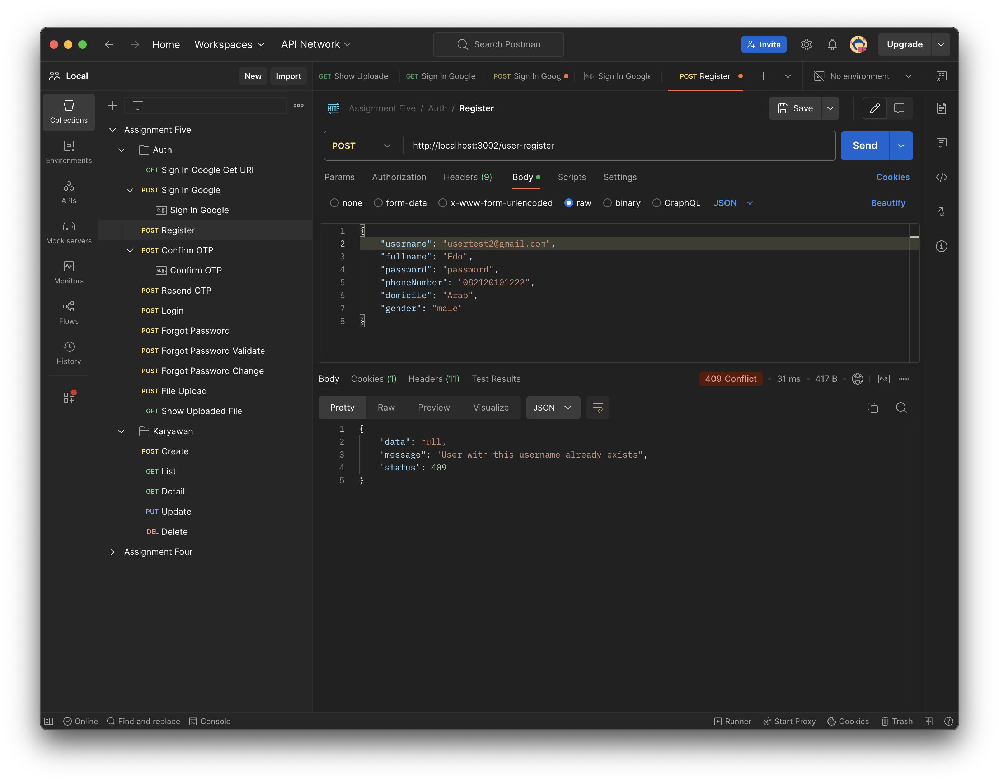 Home Workspaces API Network Search Postman Invite Upgrade
Local New Import
GET Show Uploade GET Sign In Google POST Sign In Goog e.g. Sign In Google POST Register No environment
Collections
Environments
APIs
Mock servers
Monitors
Flows
History
Assignment Five
Auth
GET Sign In Google Get URI
POST Sign In Google
e.g. Sign In Google
POST Register
POST Confirm OTP
e.g. Confirm OTP
POST Resend OTP
POST Login
POST Forgot Password
POST Forgot Password Validate
POST Forgot Password Change
POST File Upload
GET Show Uploaded File
Karyawan
POST Create
GET List
GET Detail
PUT Update
DEL Delete
Assignment Four
HTTP Assignment Five / Auth / Register Save
POST http://localhost:3002/user-register Send
Params Authorization Headers (9) Body Scripts Settings Cookies
none form-data x-www-form-urlencoded raw binary GraphQL JSON Beautify
1 {
2 "username": "usertest2@gmail.com",
3 "fullname": "Edo",
4 "password": "password",
5 "phoneNumber": "082120101222",
6 "domicile": "Arab",
7 "gender": "male"
8 }
Body Cookies (1) Headers (11) Test Results 409 Conflict 31 ms 417 B e.g.
Pretty Raw Preview Visualize JSON
1 {
2 "data": null,
3 "message": "User with this username already exists",
4 "status": 409
5 }
Online Find and replace Console Runner Start Proxy Cookies Trash